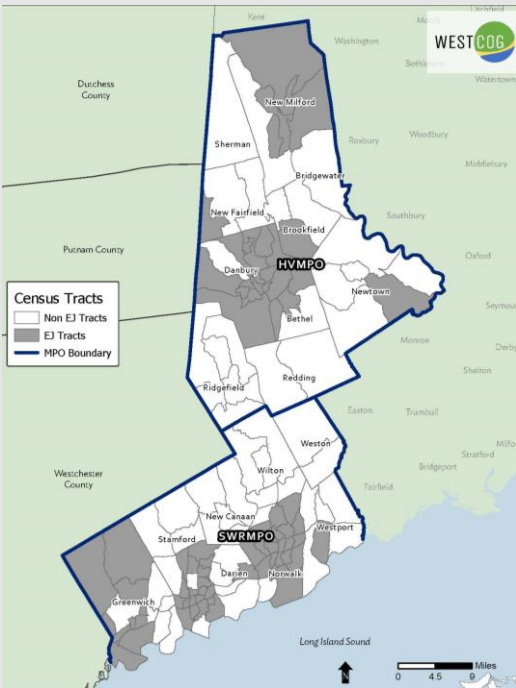 Kent
Litchfield
Washington
WESTCOG
Bethlehem
Watertown
Dutchess
County
New Milford
Roxbury
Woodbury
Sherman
Middlebury
Bridgewater
New Fairfield
Southbury
Brookfield
Putnam County
Oxford
HVMPO
Danbury
Newtown
Census Tracts
Non EJ Tracts
EJ Tracts
MPO Boundary
Seymour
Bethel
Monroe
Derby
Shelton
Redding
Ridgefield
Easton
Trumbull
Weston
Milfo
Stratford
Wilton
Bridgeport
Westchester
County
Fairfield
New Canaan
Westport
Stamford
SWRMPO
Darien
Norwalk
Greenwich
Long Island Sound
N
Miles
0 4.5 9